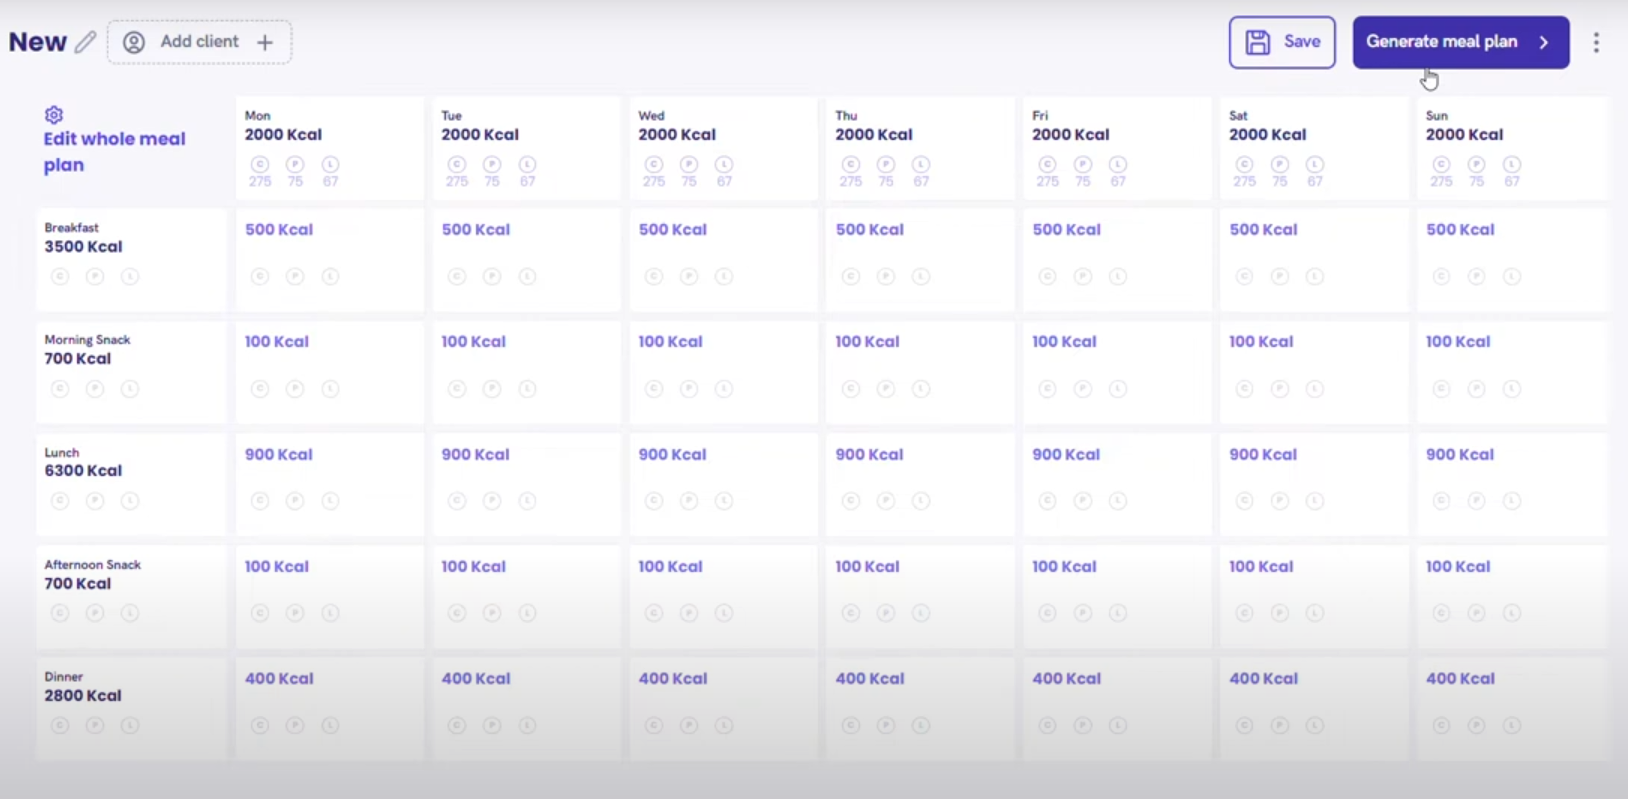 New Add client + Save Generate meal plan >
Edit whole meal
plan
Mon Tue Wed Thu Fri Sat Sun
2000 Kcal 2000 Kcal 2000 Kcal 2000 Kcal 2000 Kcal 2000 Kcal 2000 Kcal
C P L C P L C P L C P L C P L C P L C P L
275 75 67 275 75 67 275 75 67 275 75 67 275 75 67 275 75 67 275 75 67
Breakfast
3500 Kcal 500 Kcal 500 Kcal 500 Kcal 500 Kcal 500 Kcal 500 Kcal 500 Kcal
C P L C P L C P L C P L C P L C P L C P L C P L
Morning Snack
700 Kcal 100 Kcal 100 Kcal 100 Kcal 100 Kcal 100 Kcal 100 Kcal 100 Kcal
C P L C P L C P L C P L C P L C P L C P L C P L
Lunch
6300 Kcal 900 Kcal 900 Kcal 900 Kcal 900 Kcal 900 Kcal 900 Kcal 900 Kcal
C P L C P L C P L C P L C P L C P L C P L C P L
Afternoon Snack
700 Kcal 100 Kcal 100 Kcal 100 Kcal 100 Kcal 100 Kcal 100 Kcal 100 Kcal
C P L C P L C P L C P L C P L C P L C P L C P L
Dinner
2800 Kcal 400 Kcal 400 Kcal 400 Kcal 400 Kcal 400 Kcal 400 Kcal 400 Kcal
C P L C P L C P L C P L C P L C P L C P L C P L